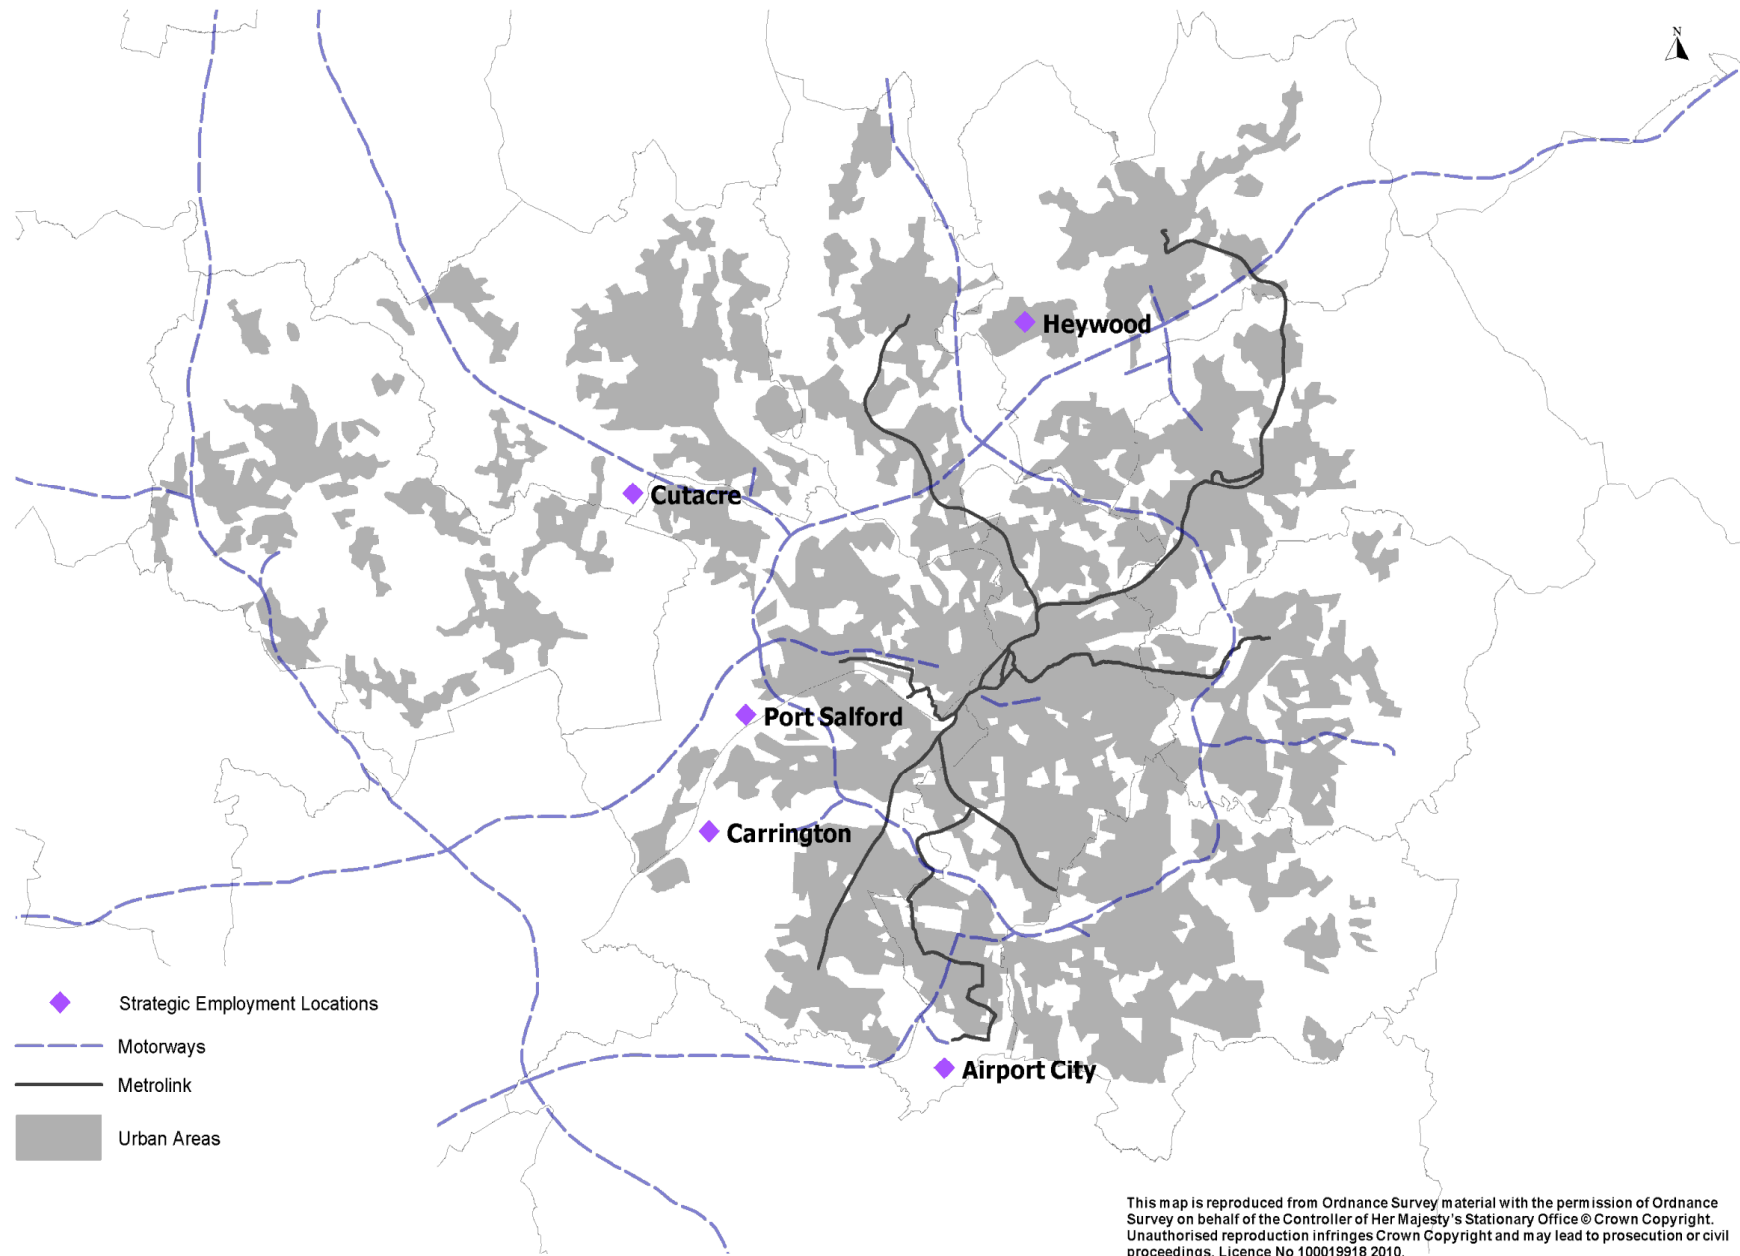 N
Heywood
Cutacre
Port Salford
Carrington
Airport City
Strategic Employment Locations
Motorways
Metrolink
Urban Areas
This map is reproduced from Ordnance Survey material with the permission of Ordnance
Survey on behalf of the Controller of Her Majesty's Stationary Office © Crown Copyright.
Unauthorised reproduction infringes Crown Copyright and may lead to prosecution or civil
proceedings. Licence No 100019918 2010.